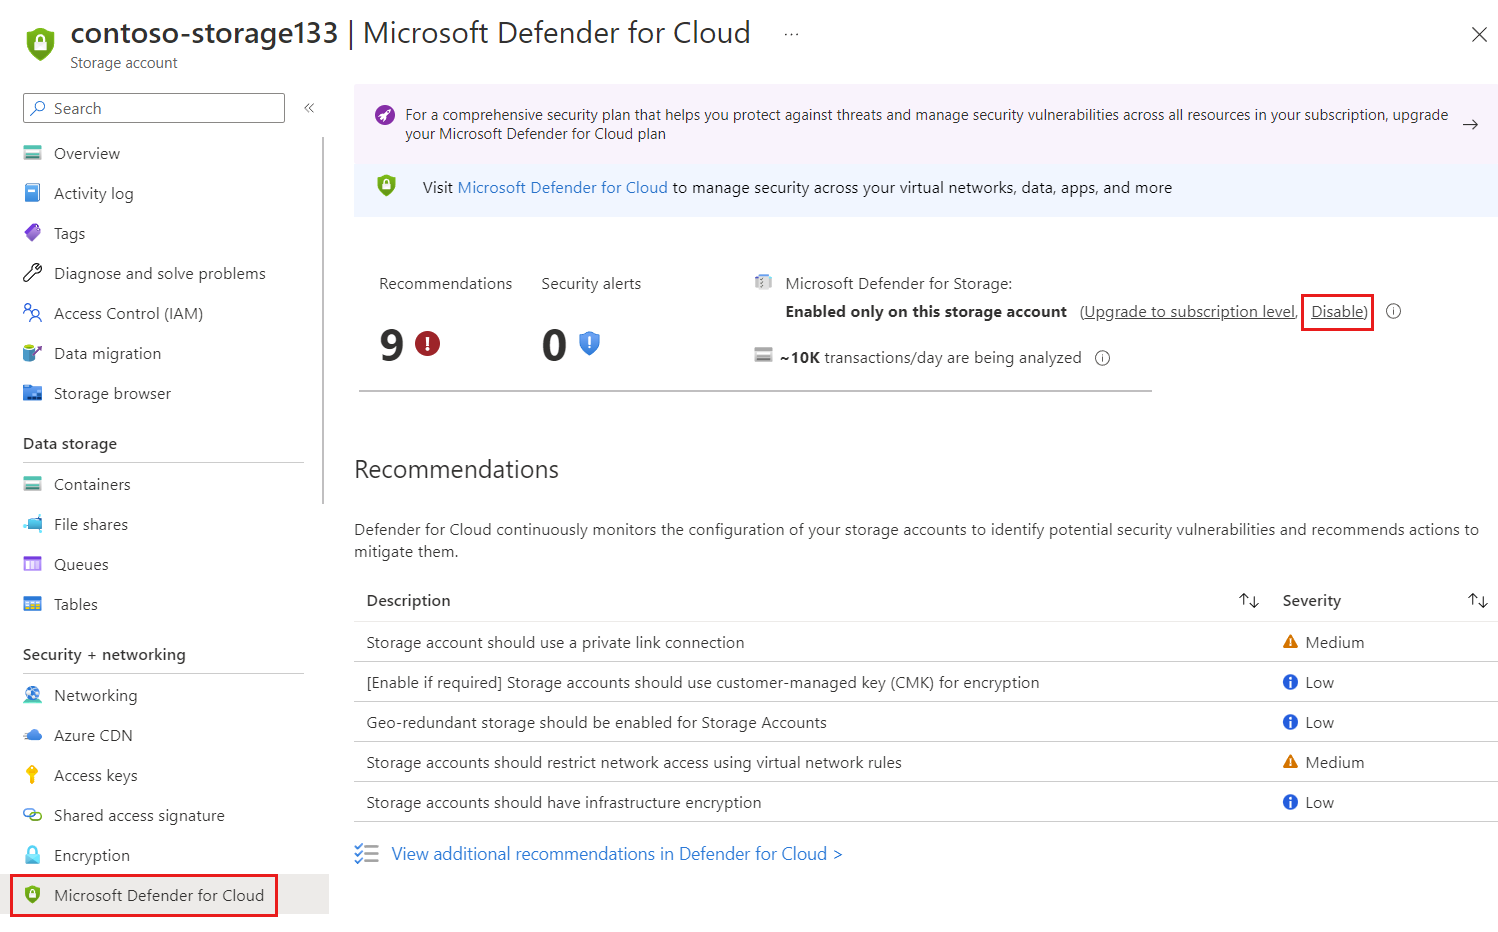 contoso-storage133 | Microsoft Defender for Cloud ...
Storage account
Search «
Overview
Activity log
Tags
Diagnose and solve problems
Access Control (IAM)
Data migration
Storage browser
Data storage
Containers
File shares
Queues
Tables
Security + networking
Networking
Azure CDN
Access keys
Shared access signature
Encryption
Microsoft Defender for Cloud
For a comprehensive security plan that helps you protect against threats and manage security vulnerabilities across all resources in your subscription, upgrade
your Microsoft Defender for Cloud plan
Visit Microsoft Defender for Cloud to manage security across your virtual networks, data, apps, and more
Recommendations
9
Security alerts
0
Microsoft Defender for Storage:
Enabled only on this storage account (Upgrade to subscription level, Disable)
~10K transactions/day are being analyzed
Recommendations
Defender for Cloud continuously monitors the configuration of your storage accounts to identify potential security vulnerabilities and recommends actions to
mitigate them.
Description Severity
Storage account should use a private link connection Medium
[Enable if required] Storage accounts should use customer-managed key (CMK) for encryption Low
Geo-redundant storage should be enabled for Storage Accounts Low
Storage accounts should restrict network access using virtual network rules Medium
Storage accounts should have infrastructure encryption Low
View additional recommendations in Defender for Cloud >